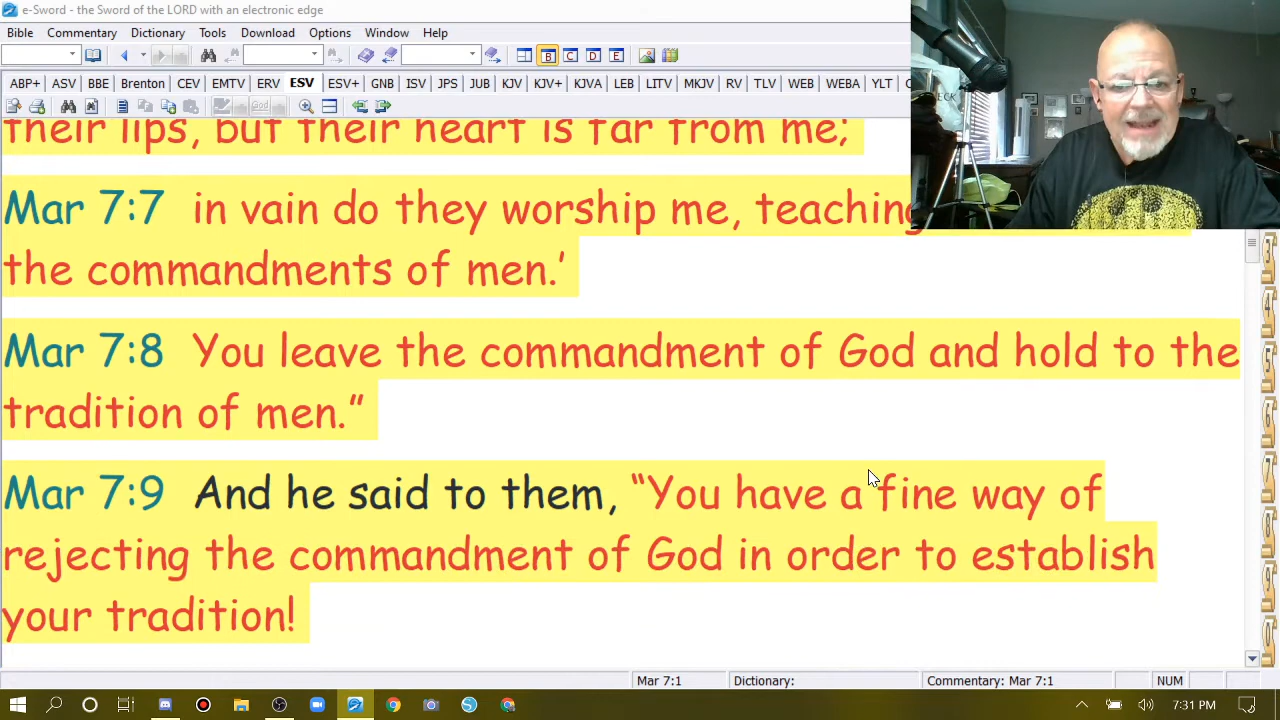 e-Sword - the Sword of the LORD with an electronic edge
Bible Commentary Dictionary Tools Download Options Window Help
B C D E
ABP+ ASV BBE Brenton CEV EMTV ERV ESV ESV+ GNB ISV JPS JUB KJV KJV+ KJVA LEB LITV MKJV RV TLV WEB WEBA YLT
their lips, but their heart is far from me;
Mar 7:7 in vain do they worship me, teaching
the commandments of men.’
Mar 7:8 You leave the commandment of God and hold to the
tradition of men.”
Mar 7:9 And he said to them, “You have a fine way of
rejecting the commandment of God in order to establish
your tradition!
Mar 7:1 Dictionary: Commentary: Mar 7:1 NUM
7:31 PM